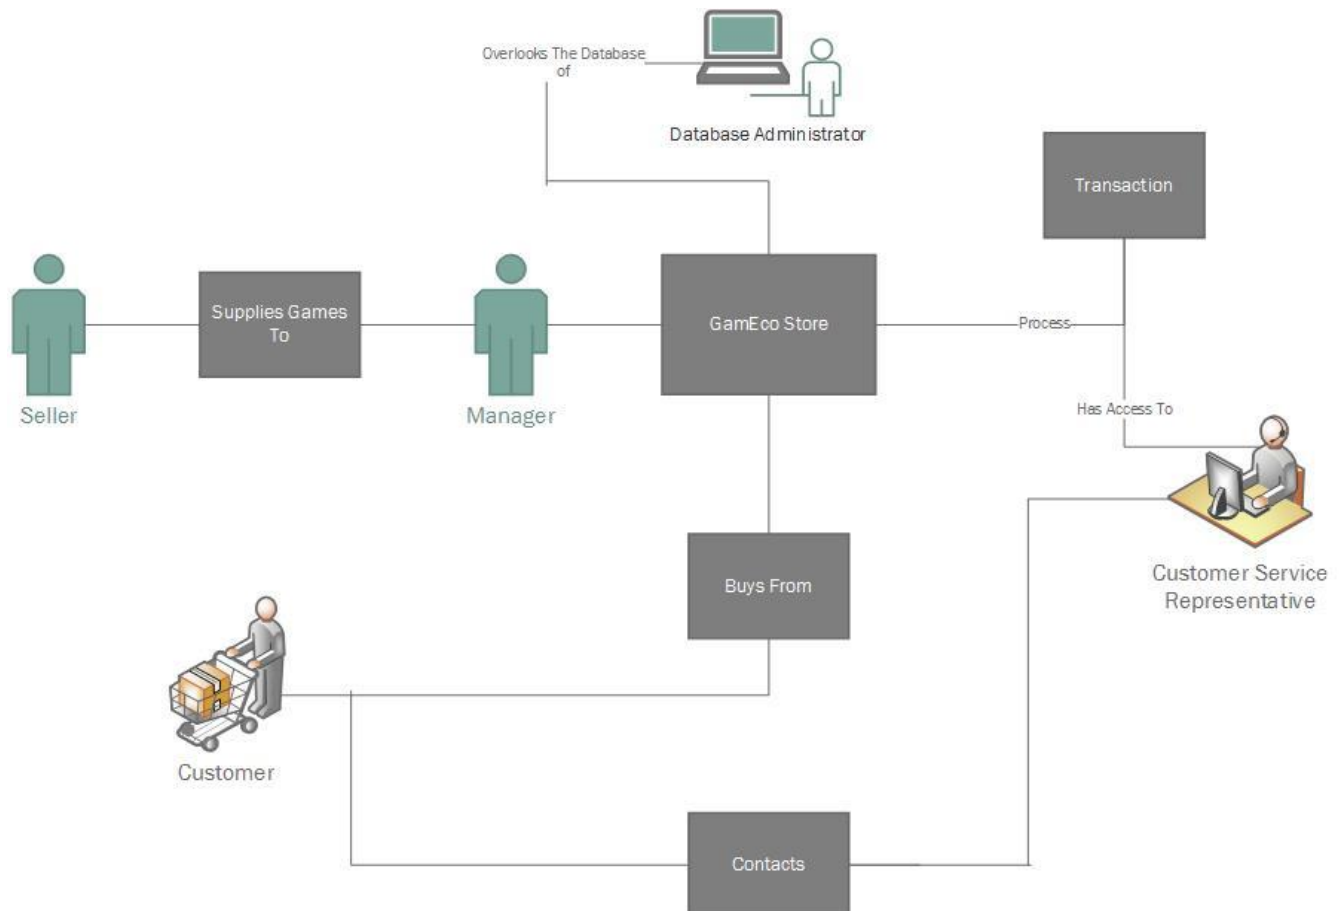 Overlooks The Database
of
Database Administrator
Transaction
Supplies Games
To
GamEco Store
Process
Seller
Manager
Has Access To
Buys From
Customer Service
Representative
Customer
Contacts